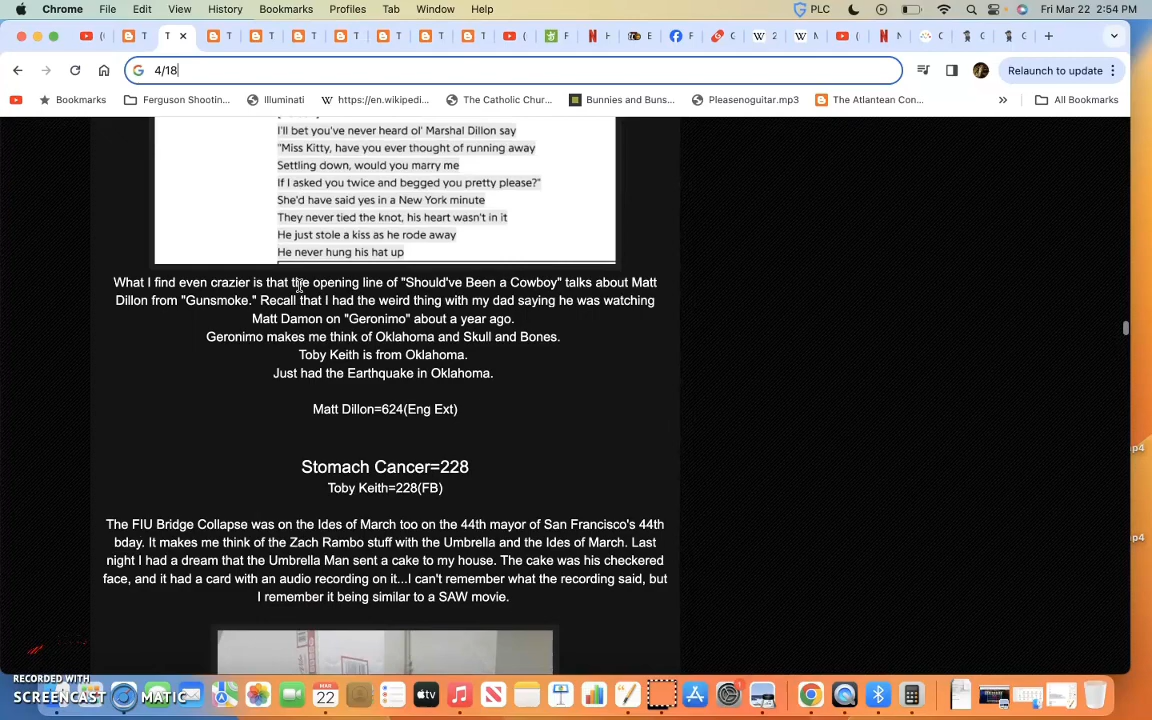 Chrome File Edit View History Bookmarks Profiles Tab Window Help PLC Fri Mar 22 2:54 PM
4/18 Relaunch to update
Bookmarks Ferguson Shootin... Illuminati https://en.wikipedi... The Catholic Chur... Bunnies and Buns... Pleasenoguitar.mp3 The Atlantean Con... » All Bookmarks
I'll bet you've never heard ol' Marshal Dillon say
"Miss Kitty, have you ever thought of running away
Settling down, would you marry me
If I asked you twice and begged you pretty please?"
She'd have said yes in a New York minute
They never tied the knot, his heart wasn't in it
He just stole a kiss as he rode away
He never hung his hat up
What I find even crazier is that the opening line of "Should've Been a Cowboy" talks about Matt
Dillon from "Gunsmoke." Recall that I had the weird thing with my dad saying he was watching
Matt Damon on "Geronimo" about a year ago.
Geronimo makes me think of Oklahoma and Skull and Bones.
Toby Keith is from Oklahoma.
Just had the Earthquake in Oklahoma.
Matt Dillon=624(Eng Ext)
Stomach Cancer=228
Toby Keith=228(FB)
The FIU Bridge Collapse was on the Ides of March too on the 44th mayor of San Francisco's 44th
bday. It makes me think of the Zach Rambo stuff with the Umbrella and the Ides of March. Last
night I had a dream that the Umbrella Man sent a cake to my house. The cake was his checkered
face, and it had a card with an audio recording on it...I can't remember what the recording said, but
I remember it being similar to a SAW movie.
mp4
mp4
RECORDED WITH
SCREENCAST MATIC